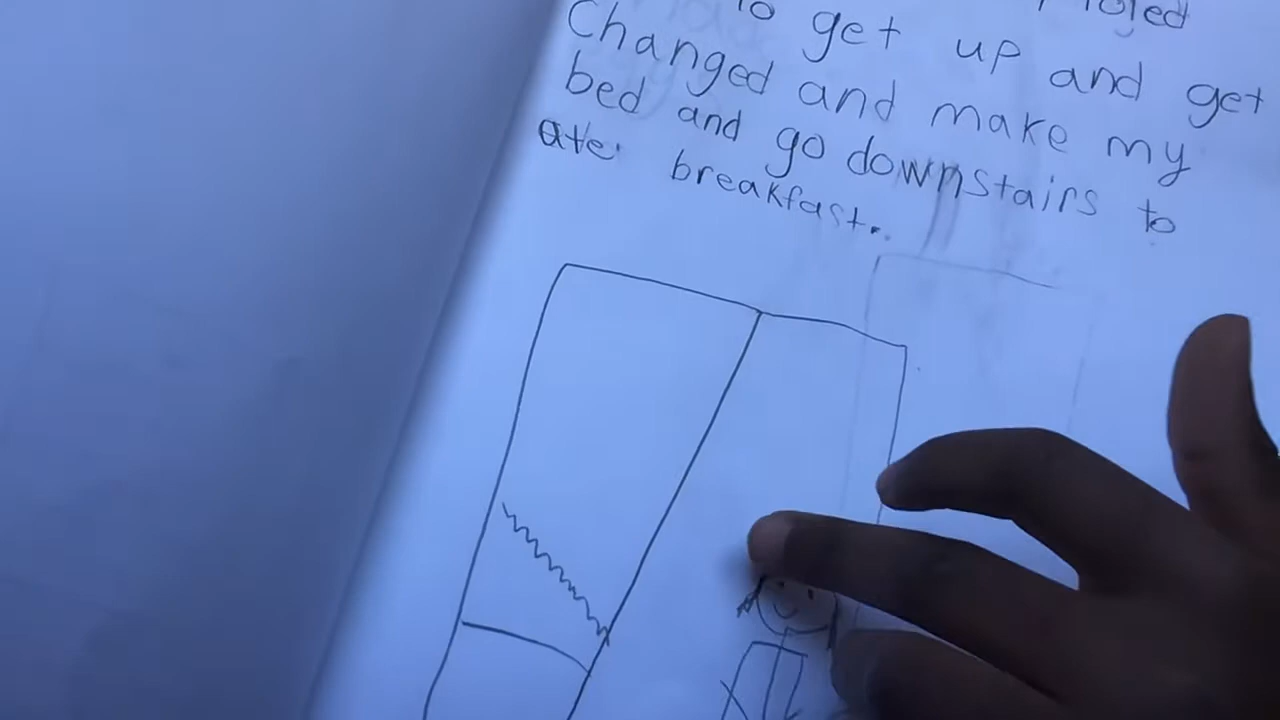 to get up and get
Changed and make my
bed and go downstairs to
ate breakfast..